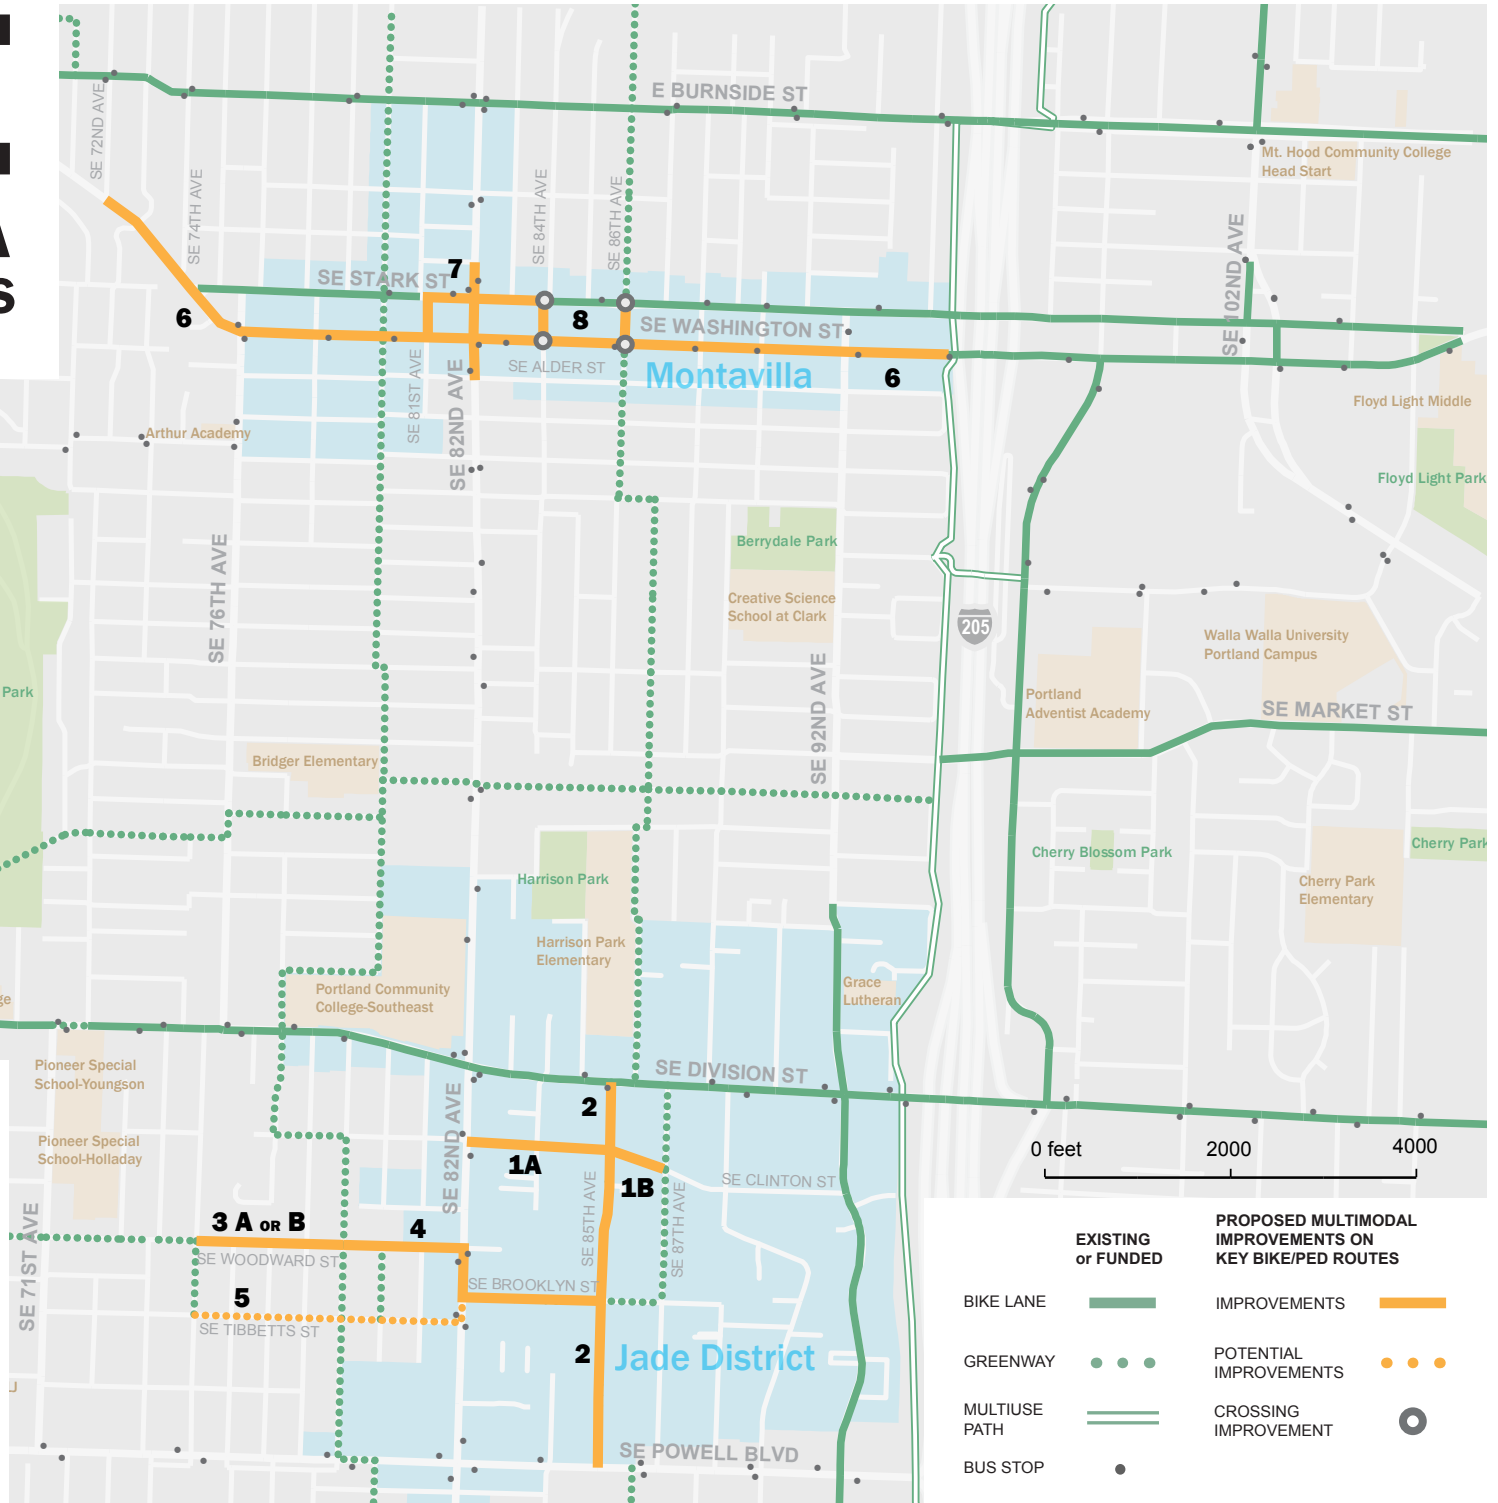 A
S
E BURNSIDE ST
SE 72ND AVE
SE 74TH AVE
SE 84TH AVE
SE 86TH AVE
Mt. Hood Community College
Head Start
SE 102ND AVE
SE STARK ST
7
6
8
SE WASHINGTON ST
SE ALDER ST
Montavilla
6
SE 81ST AVE
SE 82ND AVE
Arthur Academy
Floyd Light Middle
Floyd Light Park
SE 76TH AVE
Berrydale Park
Creative Science
School at Clark
205
Walla Walla University
Portland Campus
Park
SE 92ND AVE
Portland
Adventist Academy
SE MARKET ST
Bridger Elementary
Harrison Park
Cherry Blossom Park
Cherry Park
Cherry Park
Elementary
Harrison Park
Elementary
Portland Community
College-Southeast
Grace
Lutheran
ge
Pioneer Special
School-Youngson
SE DIVISION ST
2
SE 82ND AVE
Pioneer Special
School-Holladay
1A
1B
SE CLINTON ST
SE 85TH AVE
SE 87TH AVE
0 feet
2000
4000
SE 71ST AVE
3 A OR B
4
SE WOODWARD ST
SE BROOKLYN ST
5
SE TIBBETTS ST
2
Jade District
SE POWELL BLVD
EXISTING
or FUNDED
PROPOSED MULTIMODAL
IMPROVEMENTS ON
KEY BIKE/PED ROUTES
BIKE LANE
IMPROVEMENTS
GREENWAY
POTENTIAL
IMPROVEMENTS
MULTIUSE
PATH
CROSSING
IMPROVEMENT
BUS STOP